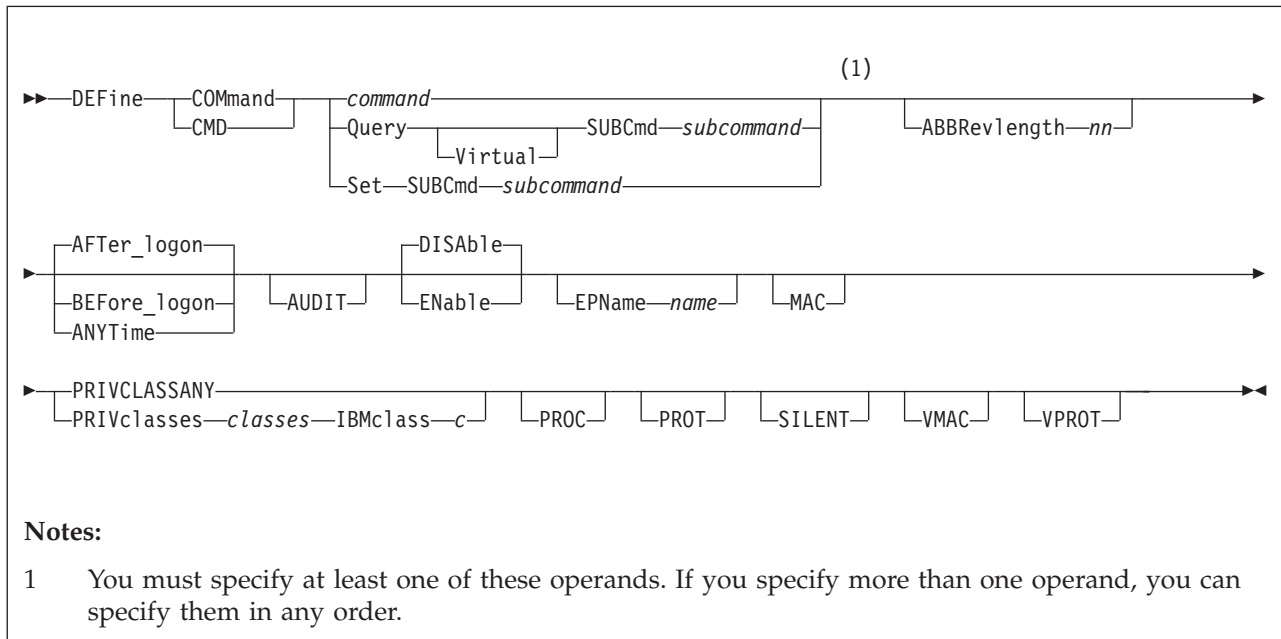 (1)
DEFine COMmand command
CMD Query SUBCmd subcommand ABBRevlength nn
Virtual
Set SUBCmd subcommand
AFTer_logon DISAble
BEFore_logon AUDIT ENable EPName name MAC
ANYTime
PRIVCLASSANY
PRIVclasses classes IBMclass c PROC PROT SILENT VMAC VPROT
Notes:
1 You must specify at least one of these operands. If you specify more than one operand, you can
specify them in any order.